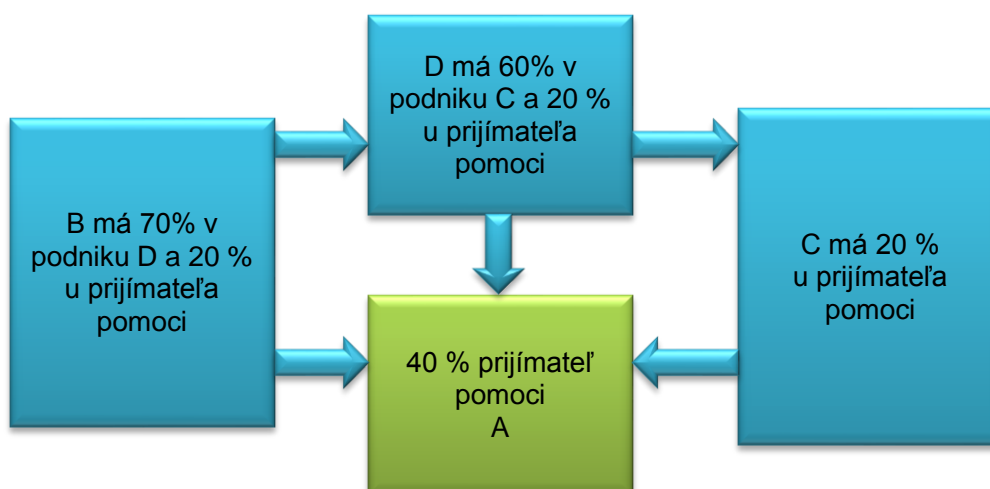 D má 60% v
podniku C a 20 %
u prijímateľa
pomoci
B má 70% v
podniku D a 20 %
u prijímateľa
pomoci
C má 20 %
u prijímateľa
pomoci
40 % prijímateľ
pomoci
A